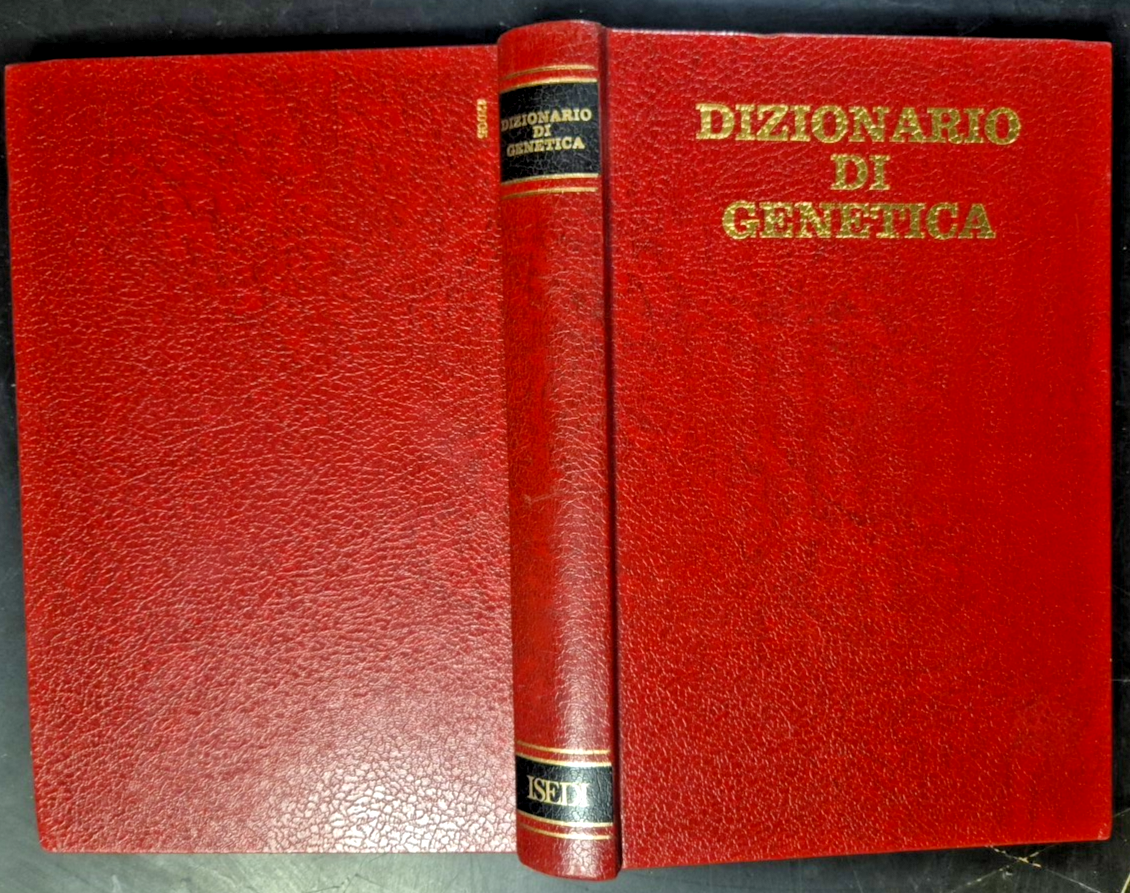 DIZIONARIO
DI
GENETICA
ISEDI
DIZIONARIO
DI
GENETICA